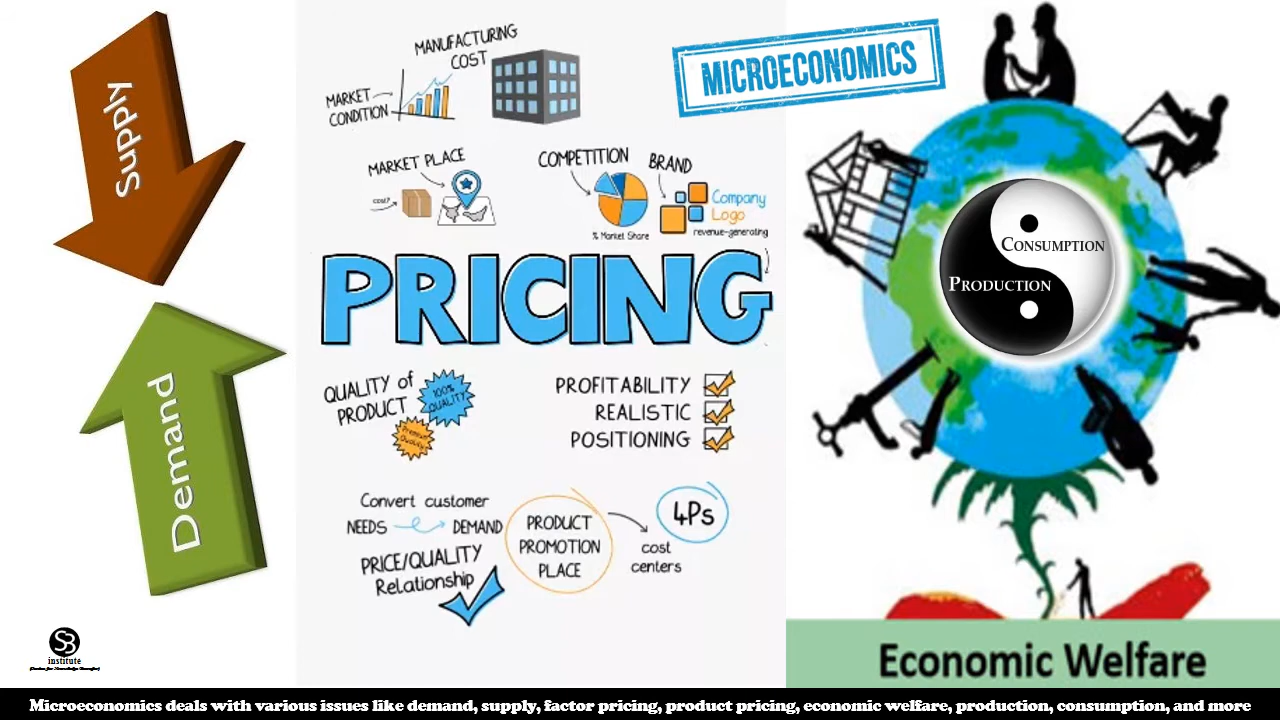 Supply
Demand
MANUFACTURING
COST
MARKET
CONDITION
MICROECONOMICS
MARKET PLACE
cost?
COMPETITION
BRAND
% Market Share
Company
Logo
revenue-generating
PRICING
QUALITY of
PRODUCT
100%
QUALITY
Premium
Quality
PROFITABILITY
REALISTIC
POSITIONING
Convert customer
NEEDS
DEMAND
PRICE/QUALITY
Relationship
PRODUCT
PROMOTION
PLACE
4Ps
cost
centers
CONSUMPTION
PRODUCTION
Economic Welfare
SB
institute
Microeconomics deals with various issues like demand, supply, factor pricing, product pricing, economic welfare, production, consumption, and more